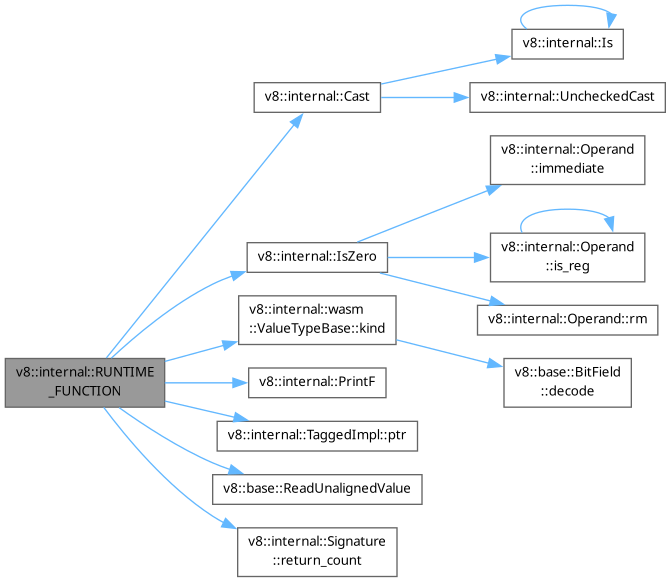 v8::internal::Is
v8::internal::Cast
v8::internal::UncheckedCast
v8::internal::Operand
::immediate
v8::internal::IsZero
v8::internal::Operand
::is_reg
v8::internal::Operand::rm
v8::internal::wasm
::ValueTypeBase::kind
v8::internal::RUNTIME
_FUNCTION
v8::internal::PrintF
v8::base::BitField
::decode
v8::internal::TaggedImpl::ptr
v8::base::ReadUnalignedValue
v8::internal::Signature
::return_count